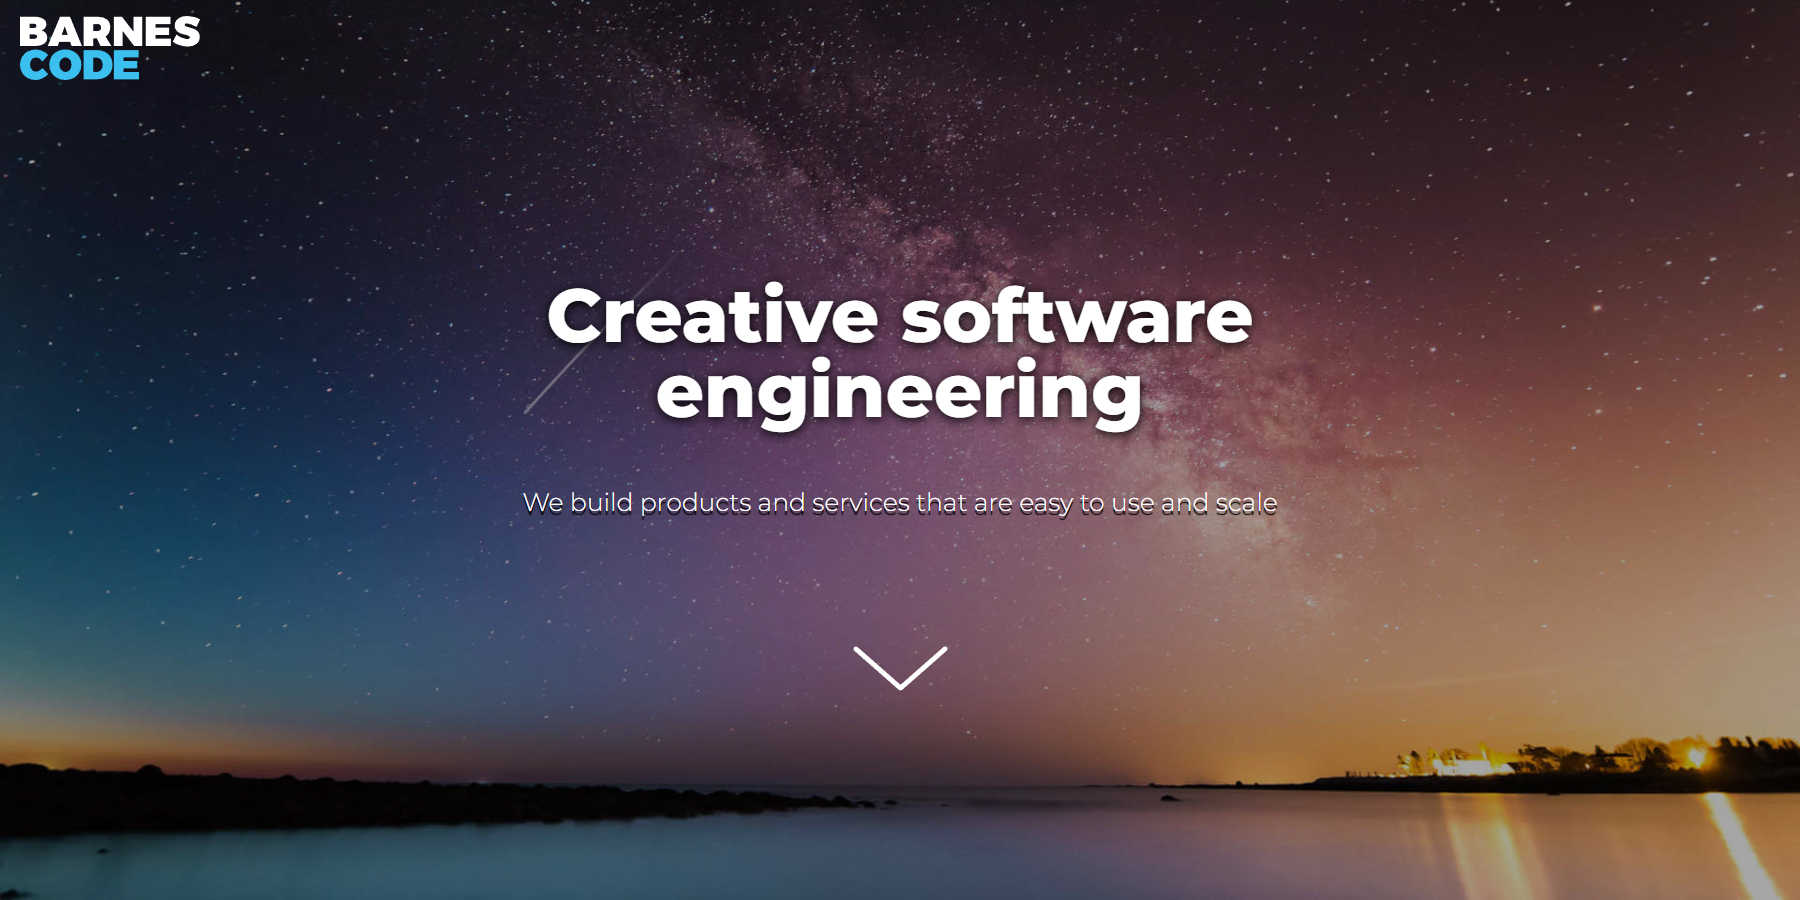 BARNES
CODE
Creative software
engineering
We build products and services that are easy to use and scale